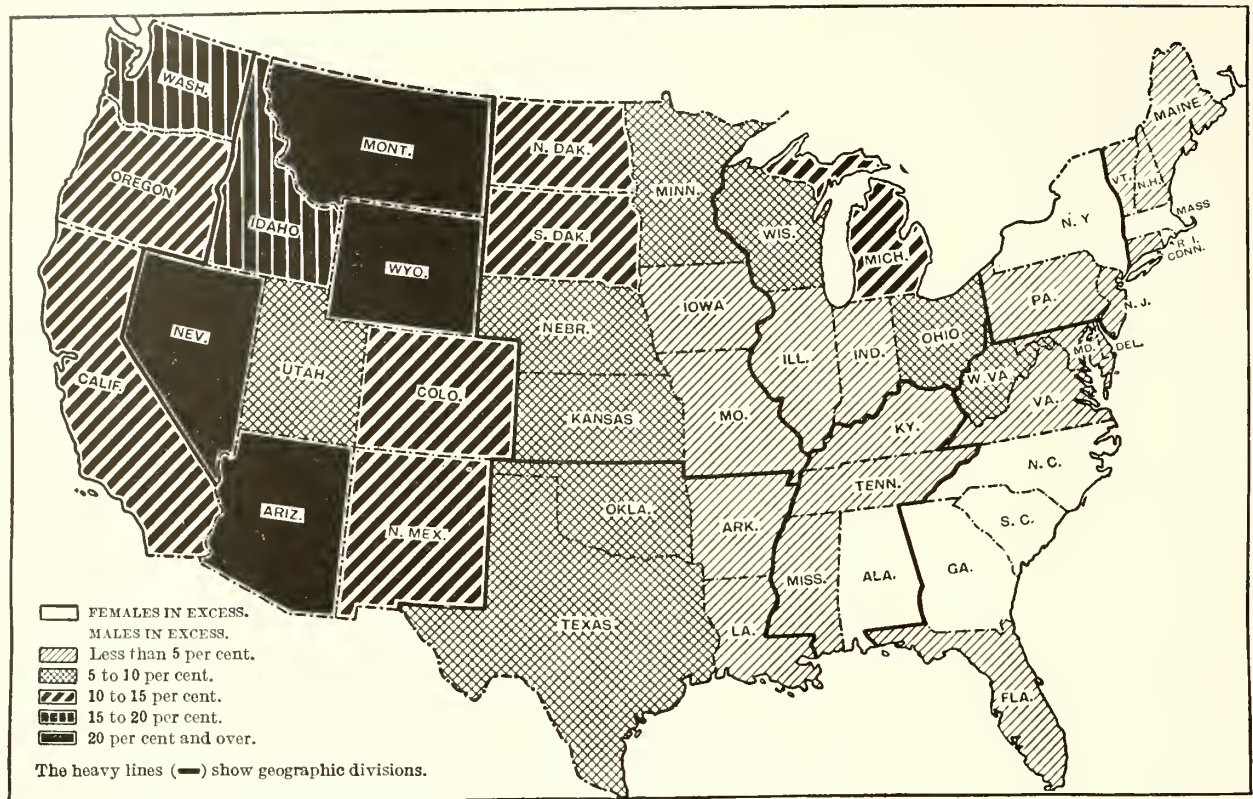 WASH.
MONT.
N. DAK.
MINN.
MAINE
OREGON
IDAHO
S. DAK.
WIS.
MICH.
VT.
N.H.
N. Y
MASS
R. I.
CONN.
WYO.
IOWA
PA.
N. J.
NEV.
NEBR.
OHIO
ILL.
IND.
MD.
DEL.
UTAH
W. VA.
VA.
CALIF.
COLO.
KANSAS
MO.
KY.
N. C.
TENN.
ARIZ.
N. MEX.
OKLA.
ARK.
S. C.
MISS.
ALA.
GA.
TEXAS
LA.
FLA.
FEMALES IN EXCESS.
MALES IN EXCESS.
Less than 5 per cent.
5 to 10 per cent.
10 to 15 per cent.
15 to 20 per cent.
20 per cent and over.
The heavy lines (━) show geographic divisions.